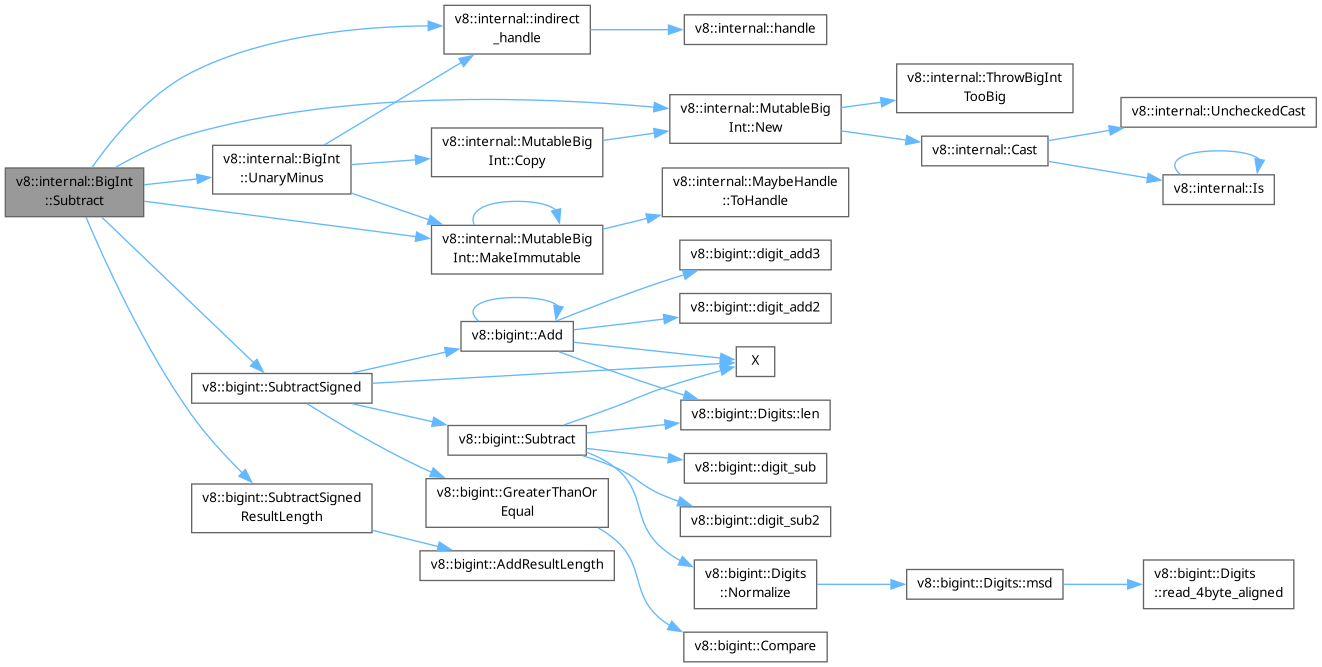 v8::internal::BigInt
::Subtract
v8::internal::indirect
_handle
v8::internal::handle
v8::internal::BigInt
::UnaryMinus
v8::internal::MutableBig
Int::Copy
v8::internal::MutableBig
Int::New
v8::internal::ThrowBigInt
TooBig
v8::internal::Cast
v8::internal::UncheckedCast
v8::internal::Is
v8::internal::MutableBig
Int::MakeImmutable
v8::internal::MaybeHandle
::ToHandle
v8::bigint::SubtractSigned
v8::bigint::Add
v8::bigint::digit_add3
v8::bigint::digit_add2
X
v8::bigint::Digits::len
v8::bigint::Subtract
v8::bigint::digit_sub
v8::bigint::digit_sub2
v8::bigint::Digits
::Normalize
v8::bigint::Digits::msd
v8::bigint::Digits
::read_4byte_aligned
v8::bigint::GreaterThanOr
Equal
v8::bigint::Compare
v8::bigint::SubtractSigned
ResultLength
v8::bigint::AddResultLength